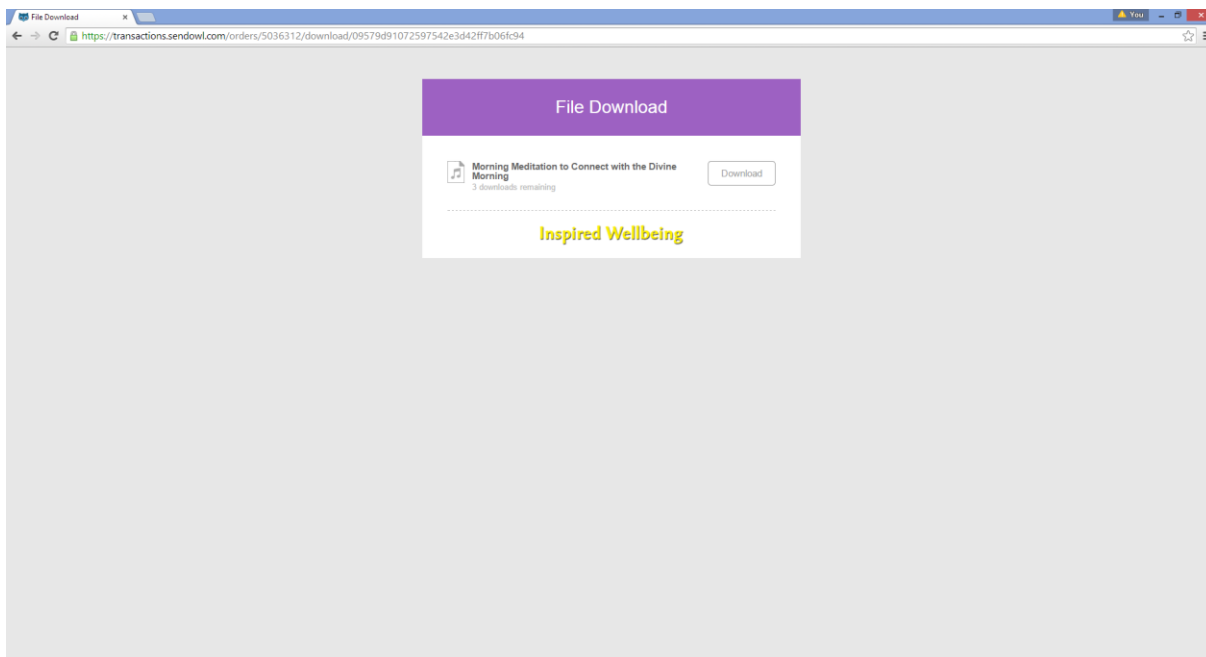 File Download
You
https://transactions.sendowl.com/orders/5036312/download/09579d91072597542e3d42ff7b06fc94
File Download
Morning Meditation to Connect with the Divine
Morning
3 downloads remaining
Download
Inspired Wellbeing